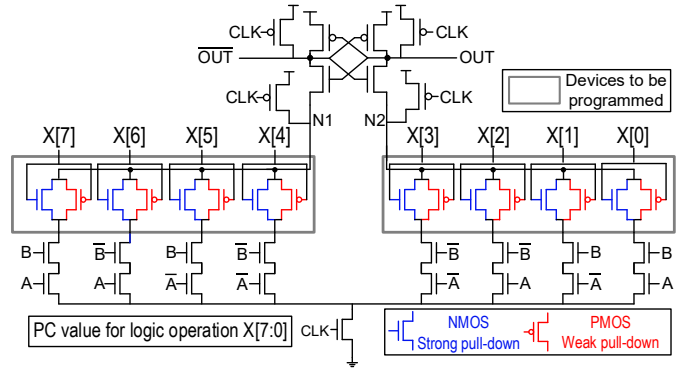 CLK CLK
OUT̅ OUT
CLK CLK
Devices to be
programmed
N1 N2
X[7] X[6] X[5] X[4] X[3] X[2] X[1] X[0]
B B̅ B B̅ B̅ B̅ B B
A A A̅ A̅ A̅ A A̅ A
PC value for logic operation X[7:0]
CLK
NMOS
Strong pull-down
PMOS
Weak pull-down